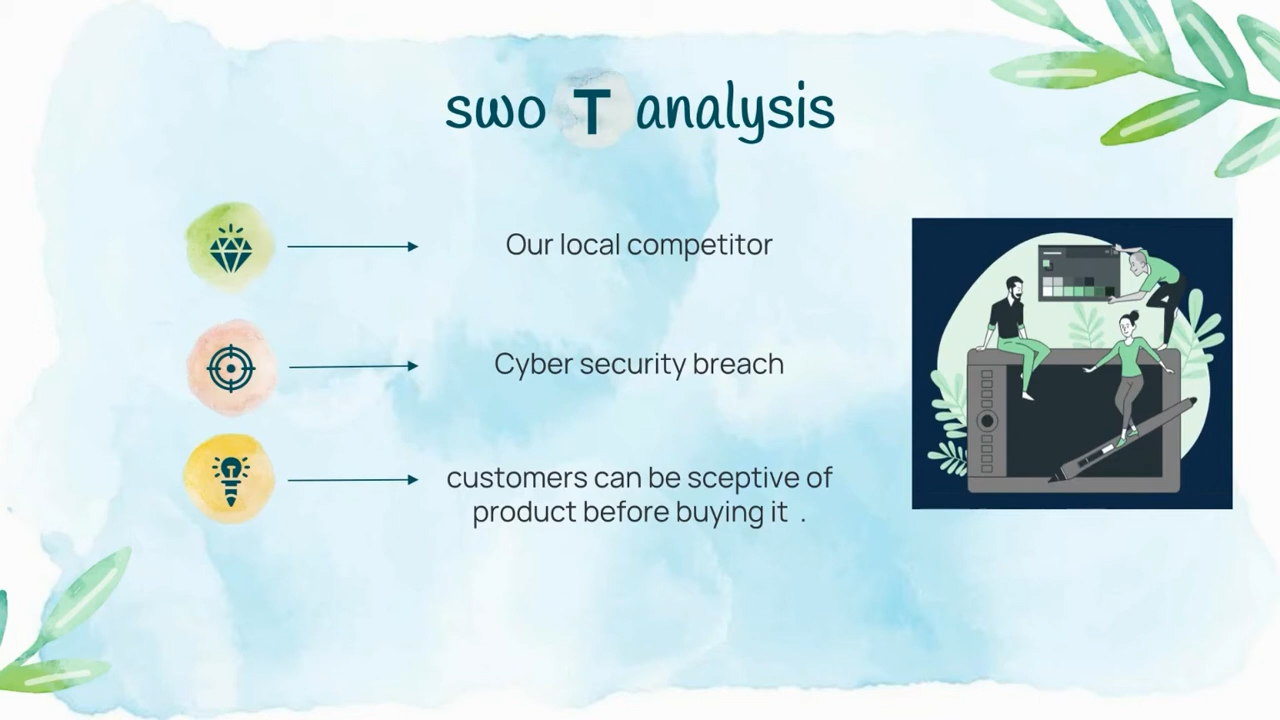 swo T analysis
Our local competitor
Cyber security breach
customers can be sceptive of
product before buying it .